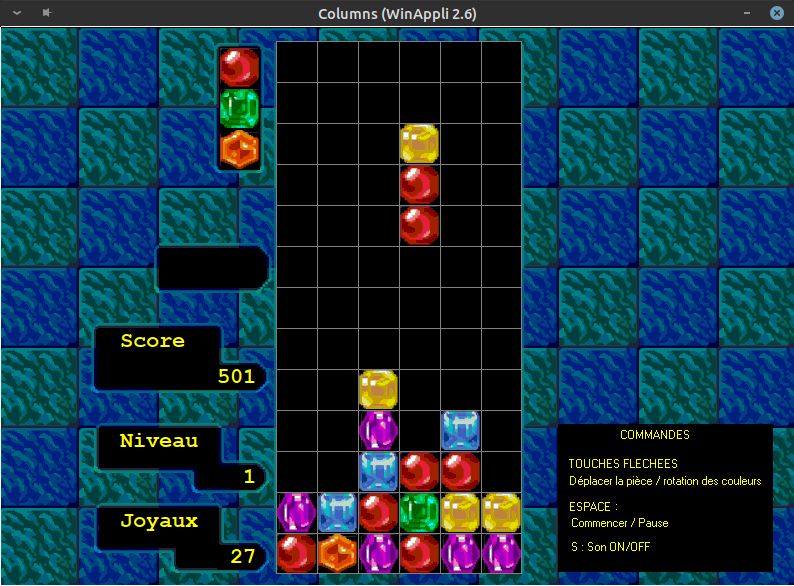 Columns (WinAppli 2.6)
Score
501
Niveau
1
Joyaux
27
COMMANDES
TOUCHES FLECHEES
Déplacer la pièce / rotation des couleurs
ESPACE :
Commencer / Pause
S : Son ON/OFF